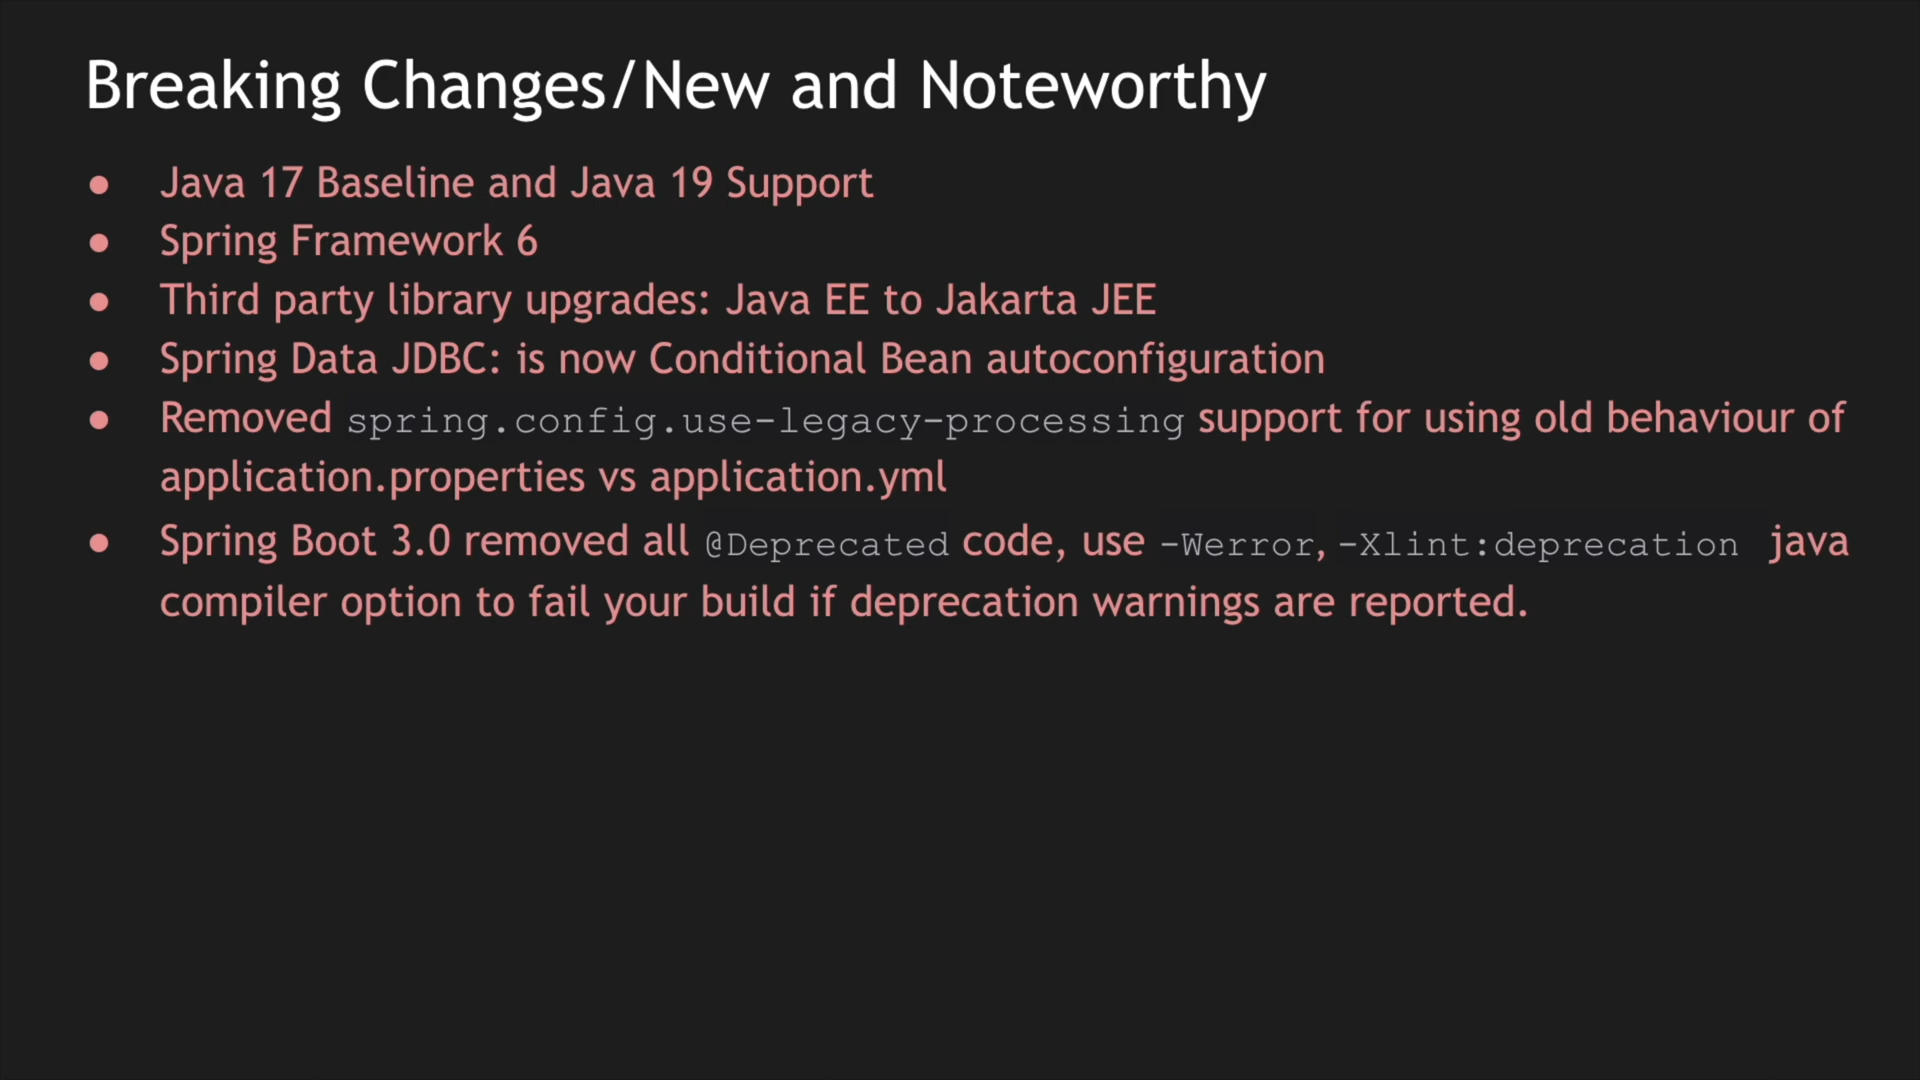 Breaking Changes/New and Noteworthy
● Java 17 Baseline and Java 19 Support
● Spring Framework 6
● Third party library upgrades: Java EE to Jakarta JEE
● Spring Data JDBC: is now Conditional Bean autoconfiguration
● Removed spring.config.use-legacy-processing support for using old behaviour of
application.properties vs application.yml
● Spring Boot 3.0 removed all @Deprecated code, use -Werror, -Xlint:deprecation java
compiler option to fail your build if deprecation warnings are reported.